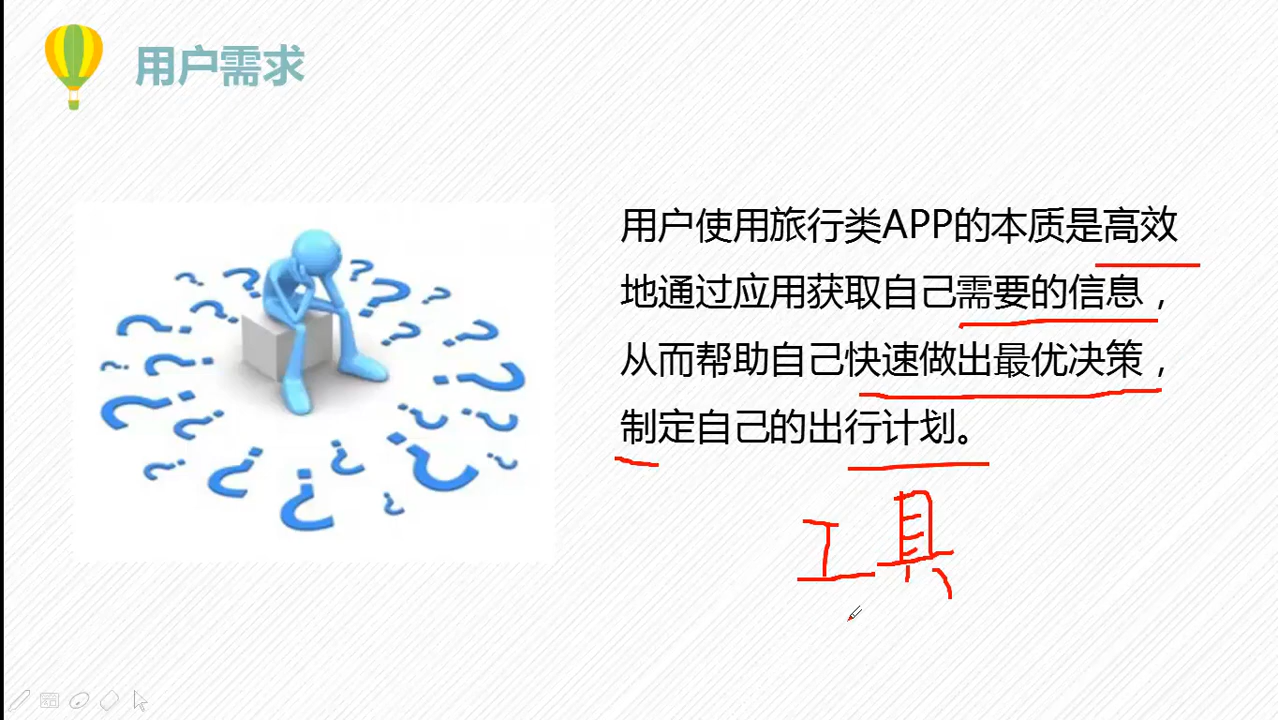 用户需求
用户使用旅行类APP的本质是高效
地通过应用获取自己需要的信息，
从而帮助自己快速做出最优决策，
制定自己的出行计划。
工具